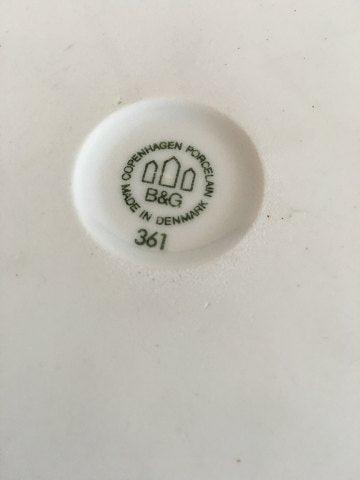 COPENHAGEN PORCELAIN
B&G
MADE IN DENMARK
361